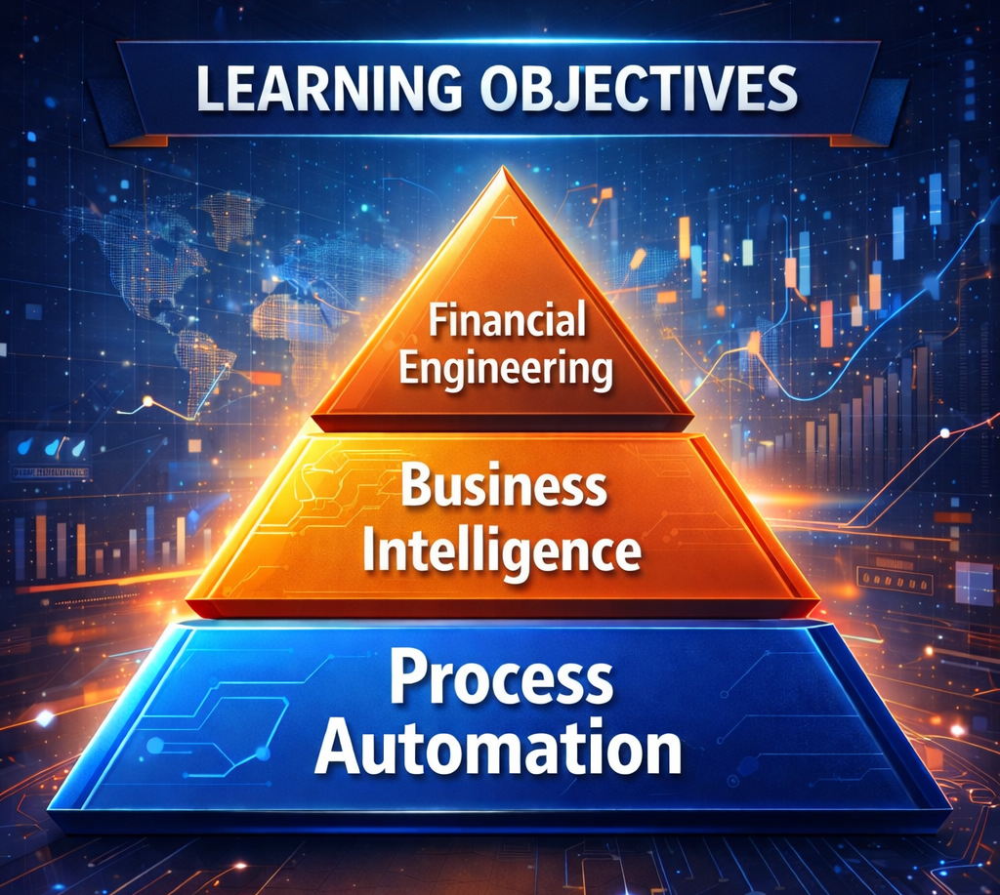 LEARNING OBJECTIVES
Financial
Engineering
Business
Intelligence
Process
Automation